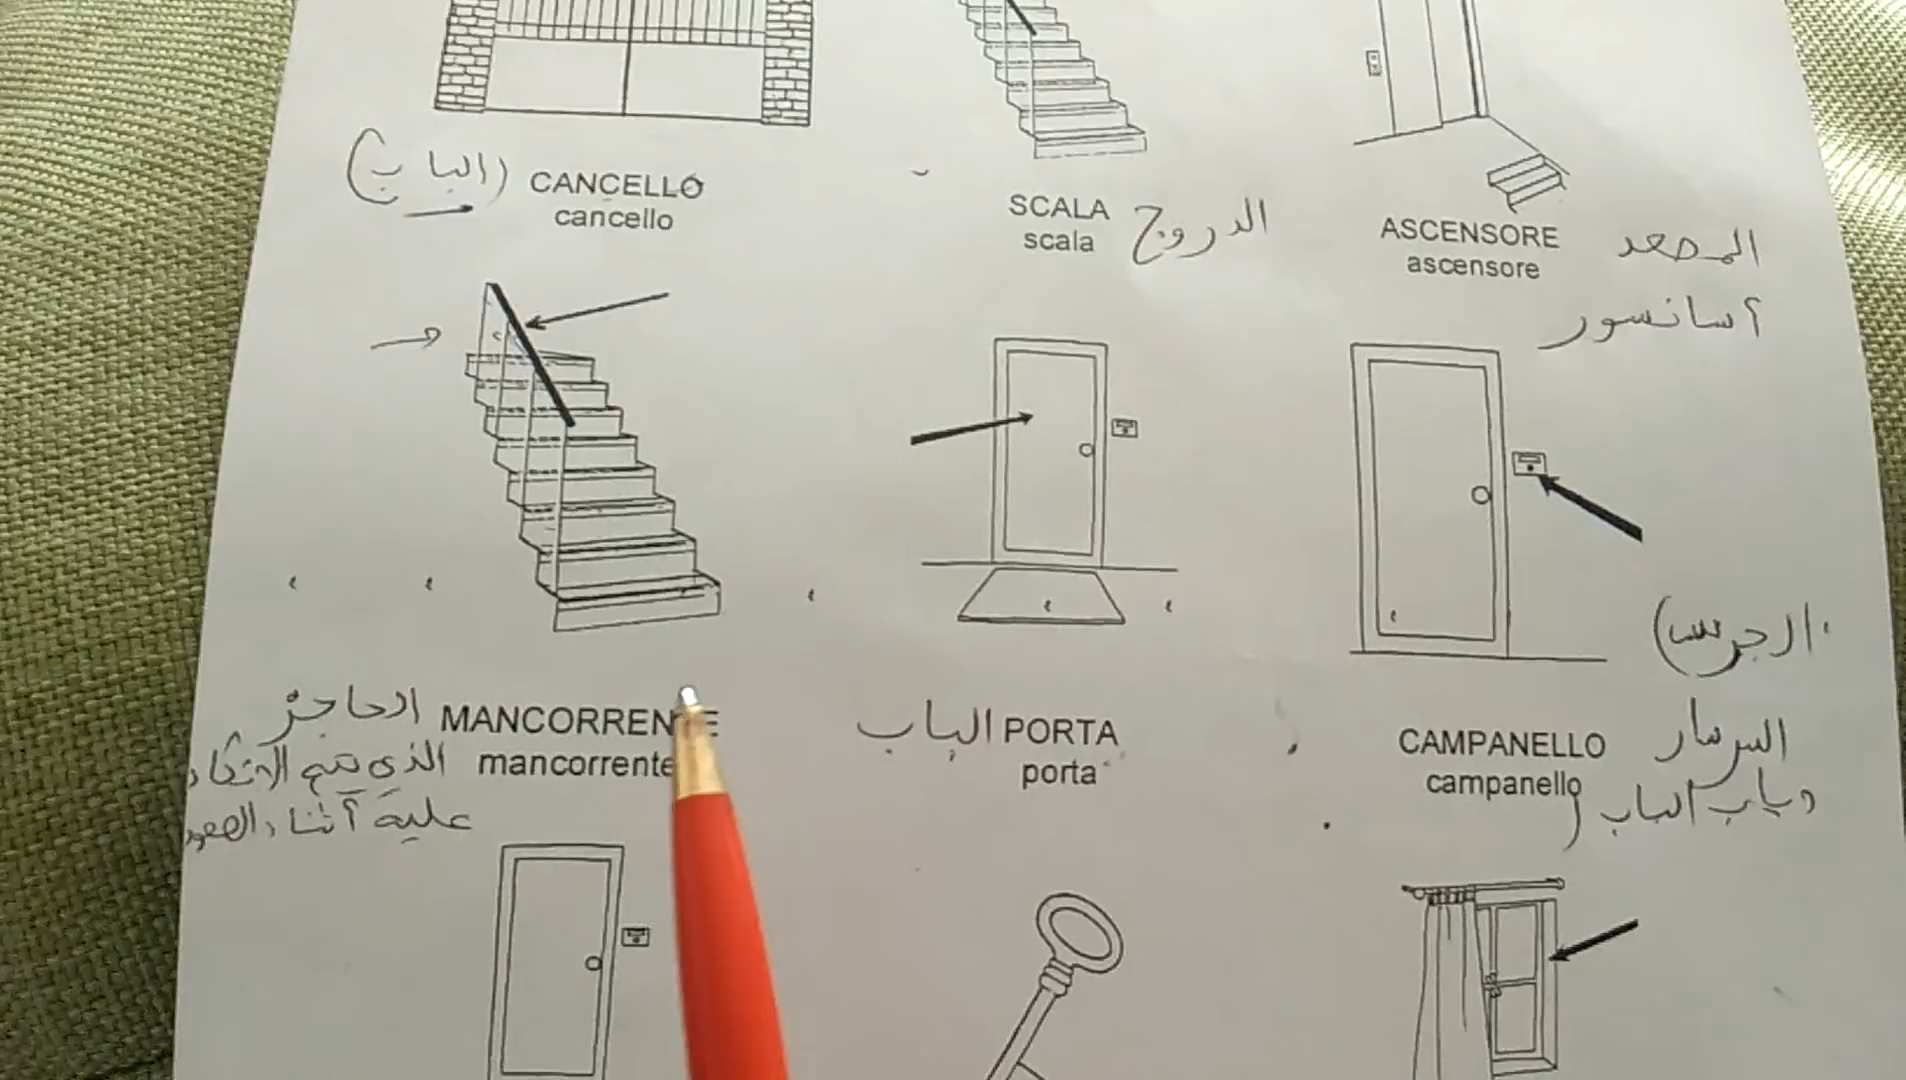 (الباب) CANCELLO
cancello
SCALA الدروج
scala
ASCENSORE المصعد
ascensore
أسانسور
الحاجز MANCORRENTE
الذي يتم الاتكاء mancorrente
عليه أثناء الصعود
الباب PORTA
porta
(الجرس
CAMPANELLO السرسار
campanello
دياب الباب)